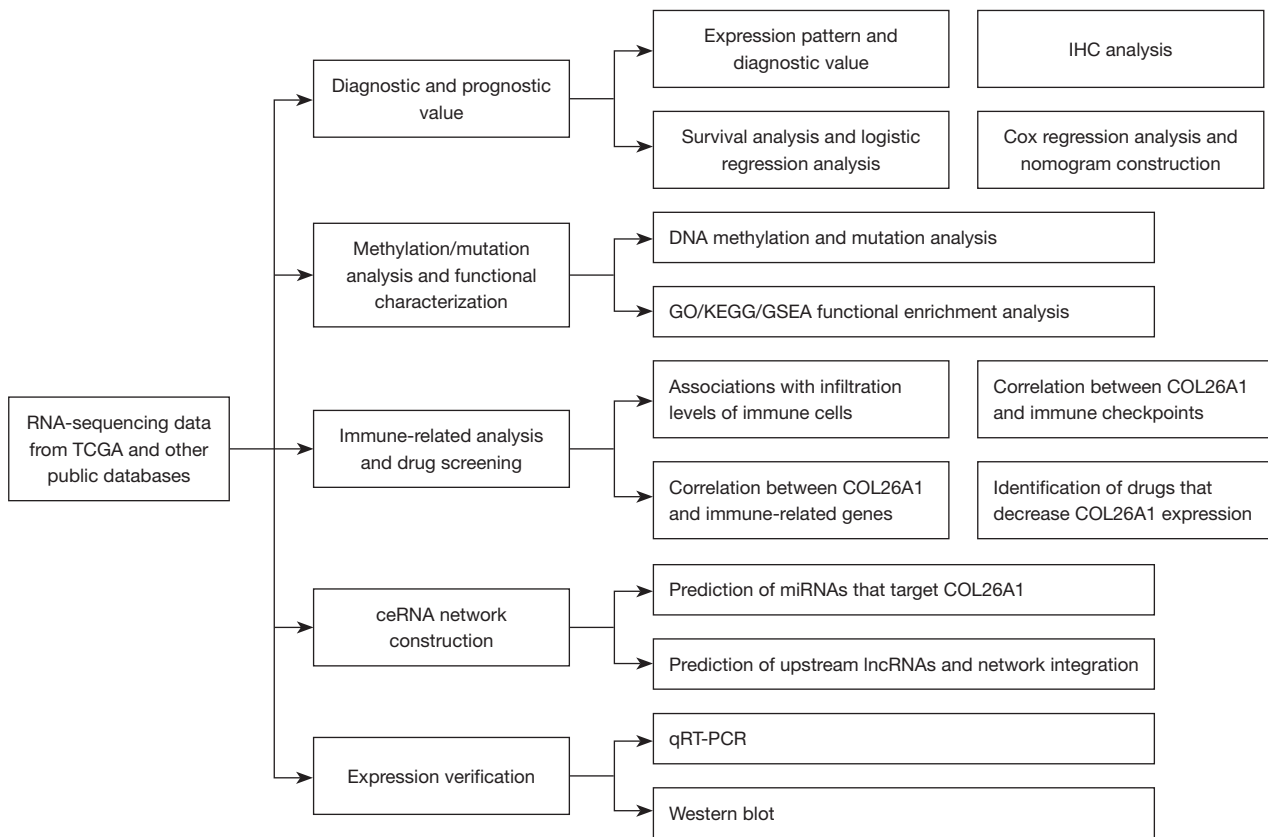 RNA-sequencing data
from TCGA and other
public databases
Diagnostic and prognostic
value
Expression pattern and
diagnostic value
IHC analysis
Survival analysis and logistic
regression analysis
Cox regression analysis and
nomogram construction
Methylation/mutation
analysis and functional
characterization
DNA methylation and mutation analysis
GO/KEGG/GSEA functional enrichment analysis
Immune-related analysis
and drug screening
Associations with infiltration
levels of immune cells
Correlation between COL26A1
and immune checkpoints
Correlation between COL26A1
and immune-related genes
Identification of drugs that
decrease COL26A1 expression
ceRNA network
construction
Prediction of miRNAs that target COL26A1
Prediction of upstream lncRNAs and network integration
Expression verification
qRT-PCR
Western blot